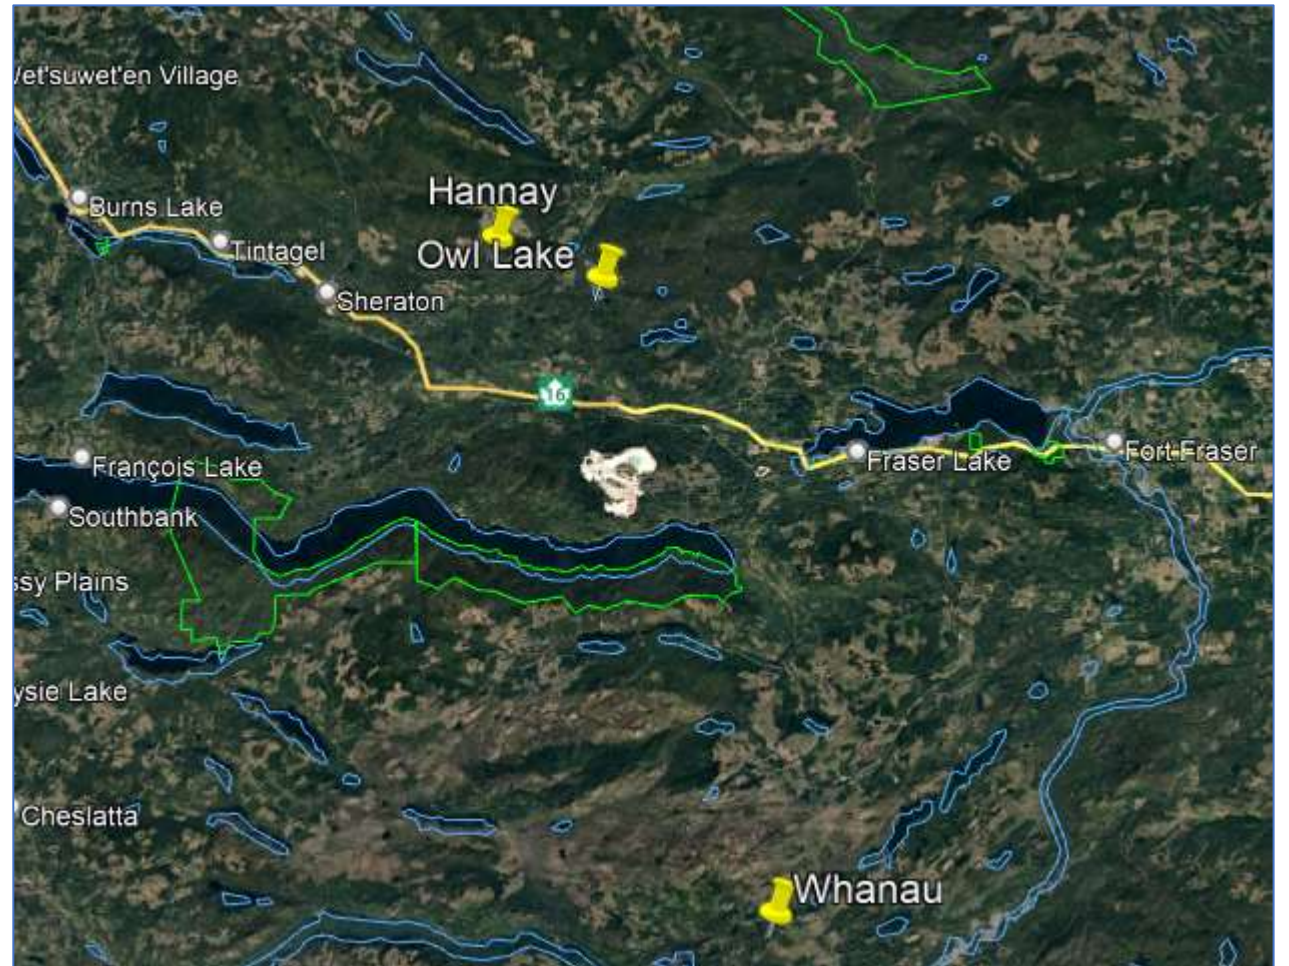 Wet'suwet'en Village
Hannay
Burns Lake
Owl Lake
Tintagel
Sheraton
16
Fraser Lake
Fort Fraser
François Lake
Southbank
ssy Plains
ysie Lake
Cheslatta
Whanau